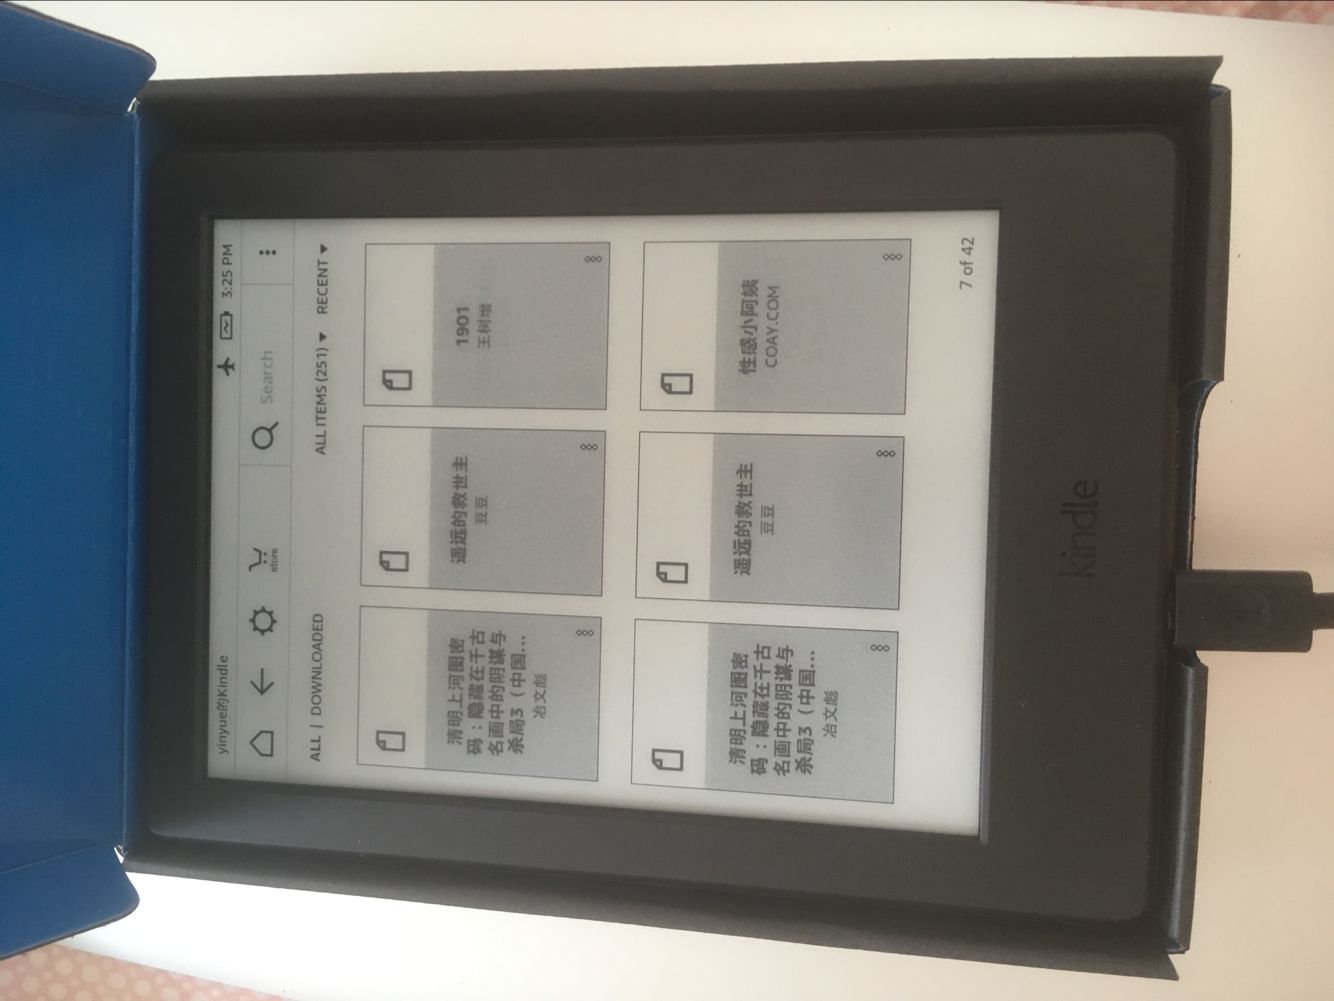 yinyue的Kindle 3:25 PM
store Search
ALL | DOWNLOADED ALL ITEMS (251) RECENT
清明上河图密
码：隐藏在千古
名画中的阴谋与
杀局3（中国...
冶文彪
遥远的救世主
豆豆
1901
王树增
清明上河图密
码：隐藏在千古
名画中的阴谋与
杀局3（中国...
冶文彪
遥远的救世主
豆豆
性感小阿姨
COAY.COM
7 of 42
kindle